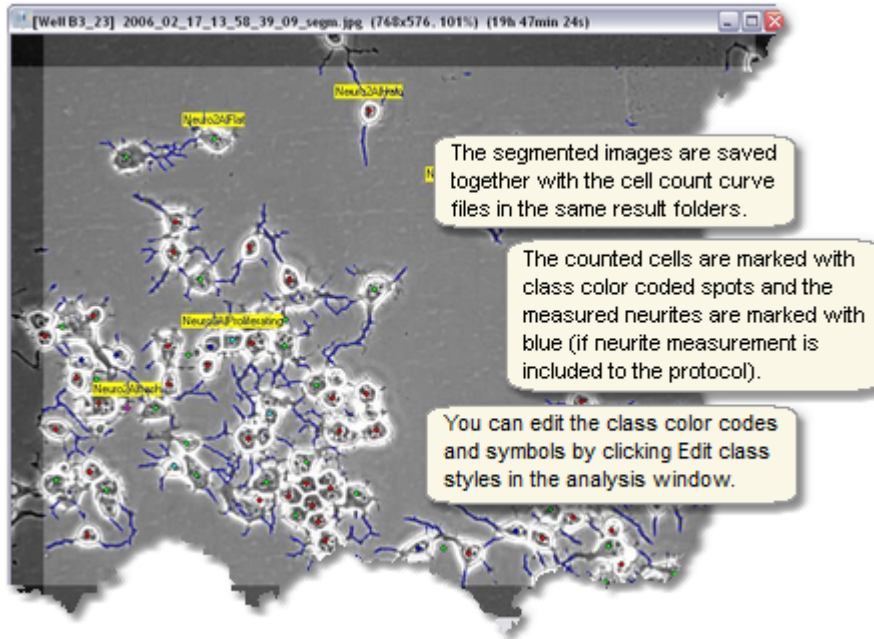 [Well B3_23] 2006_02_17_13_58_39_09_segm.jpg (768x576, 101%) (19h 47min 24s)
Neuro2A|Flat
The segmented images are saved
together with the cell count curve
files in the same result folders.
The counted cells are marked with
class color coded spots and the
measured neurites are marked with
blue (if neurite measurement is
included to the protocol).
You can edit the class color codes
and symbols by clicking Edit class
styles in the analysis window.